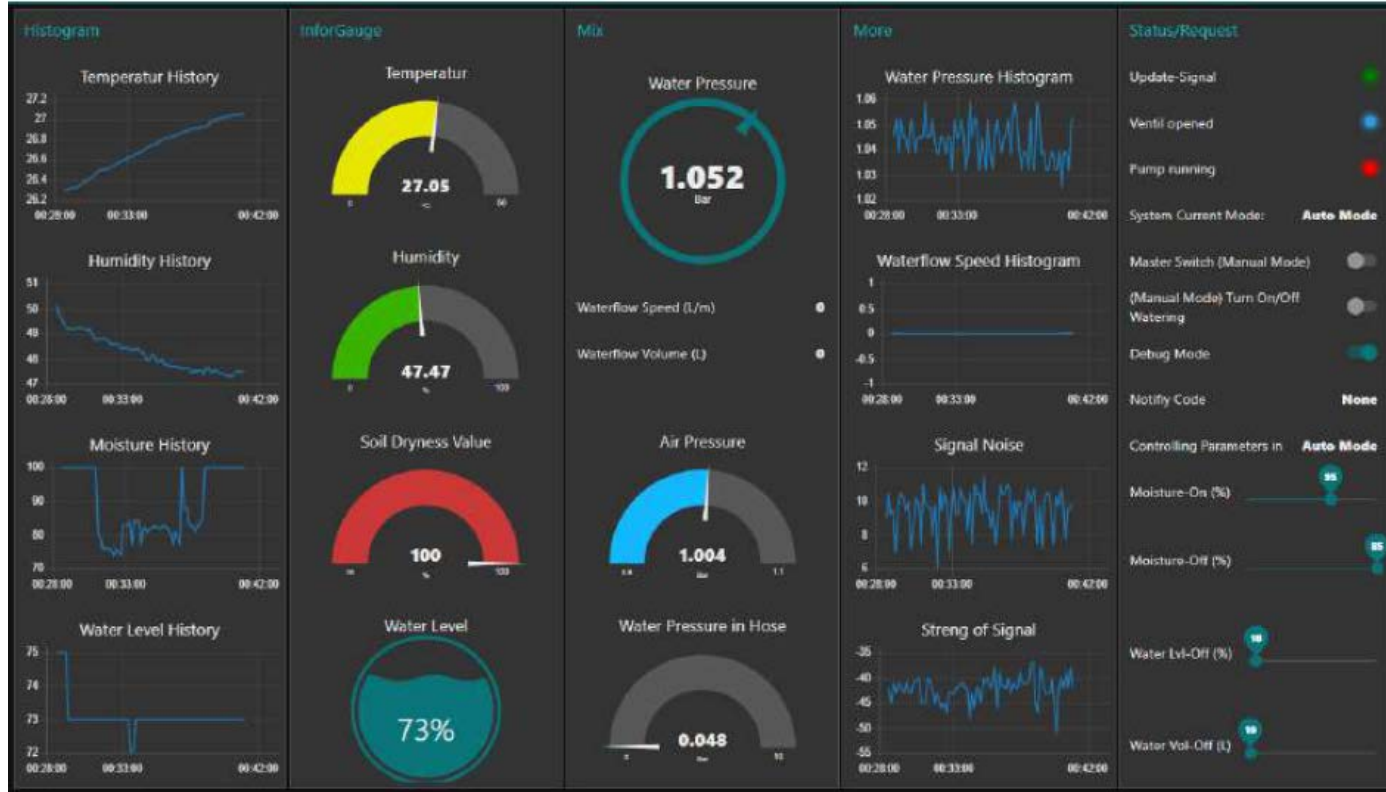 Histogram
Temperatur History
27.2
27
26.8
26.6
26.4
26.2
00:28:00 00:33:00 00:42:00
Humidity History
51
50
49
48
47
00:28:00 00:33:00 00:42:00
Moisture History
100
90
80
70
00:28:00 00:33:00 00:42:00
Water Level History
75
74
73
72
00:28:00 00:33:00 00:42:00
InforGauge
Temperatur
27.05
°C
0
50
Humidity
47.47
%
0
100
Soil Dryness Value
100
%
100
Water Level
73%
Mix
Water Pressure
1.052
Bar
Waterflow Speed (L/m) 0
Waterflow Volume (L) 0
Air Pressure
1.004
Bar
1.1
Water Pressure in Hose
0.048
Bar
0
10
More
Water Pressure Histogram
1.06
1.05
1.04
1.03
1.02
00:28:00 00:33:00 00:42:00
Waterflow Speed Histogram
1
0.5
0
-0.5
-1
00:28:00 00:33:00 00:42:00
Signal Noise
12
10
8
6
00:28:00 00:33:00 00:42:00
Streng of Signal
-35
-40
-45
-50
-55
00:28:00 00:33:00 00:42:00
Status/Request
Update-Signal
Ventil opened
Pump running
System Current Mode: Auto Mode
Master Switch (Manual Mode)
(Manual Mode) Turn On/Off
Watering
Debug Mode
Notifiy Code None
Controlling Parameters in Auto Mode
95
Moisture-On (%)
85
Moisture-Off (%)
10
Water Lvl-Off (%)
10
Water Vol-Off (L)